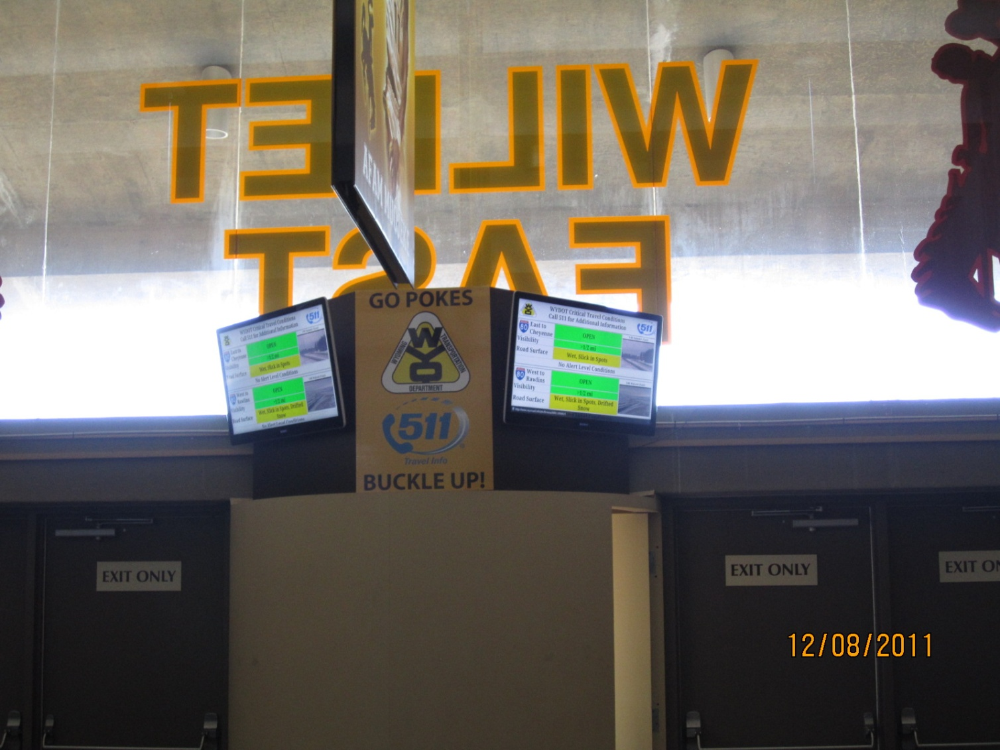 WILLET
EAST
GO POKES
WYDO
WYOMING
TRANSPORTATION
DEPARTMENT
511
Travel Info
BUCKLE UP!
WYDOT Critical Travel Conditions
Call 511 for Additional Information
511
80 East to
Cheyenne
OPEN
Visibility
>1/2 mi
Road Surface
Wet, Slick in Spots
No Alert Level Conditions
80 West to
Rawlins
OPEN
Visibility
>1/2 mi
Road Surface
Wet, Slick in Spots, Drifted
Snow
No Alert Level Conditions
WYDOT Critical Travel Conditions
Call 511 for Additional Information
511
80 East to
Cheyenne
OPEN
Visibility
>1/2 mi
Road Surface
Wet, Slick in Spots
No Alert Level Conditions
80 West to
Rawlins
OPEN
Visibility
>1/2 mi
Road Surface
Wet, Slick in Spots, Drifted
Snow
EXIT ONLY
EXIT ONLY
EXIT
12/08/2011